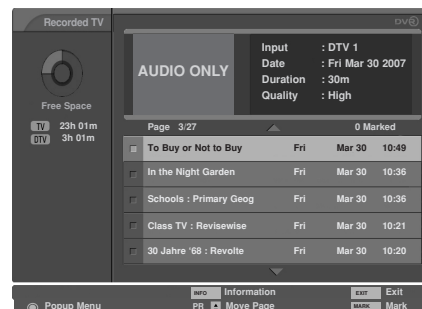 Recorded TV
DVR
Free Space
TV 23h 01m
DTV 3h 01m
AUDIO ONLY
Input : DTV 1
Date : Fri Mar 30 2007
Duration : 30m
Quality : High
Page 3/27 0 Marked
To Buy or Not to Buy Fri Mar 30 10:49
In the Night Garden Fri Mar 30 10:36
Schools : Primary Geog Fri Mar 30 10:36
Class TV : Revisewise Fri Mar 30 10:21
30 Jahre '68 : Revolte Fri Mar 30 10:20
INFO Information EXIT Exit
Popup Menu PR Move Page MARK Mark